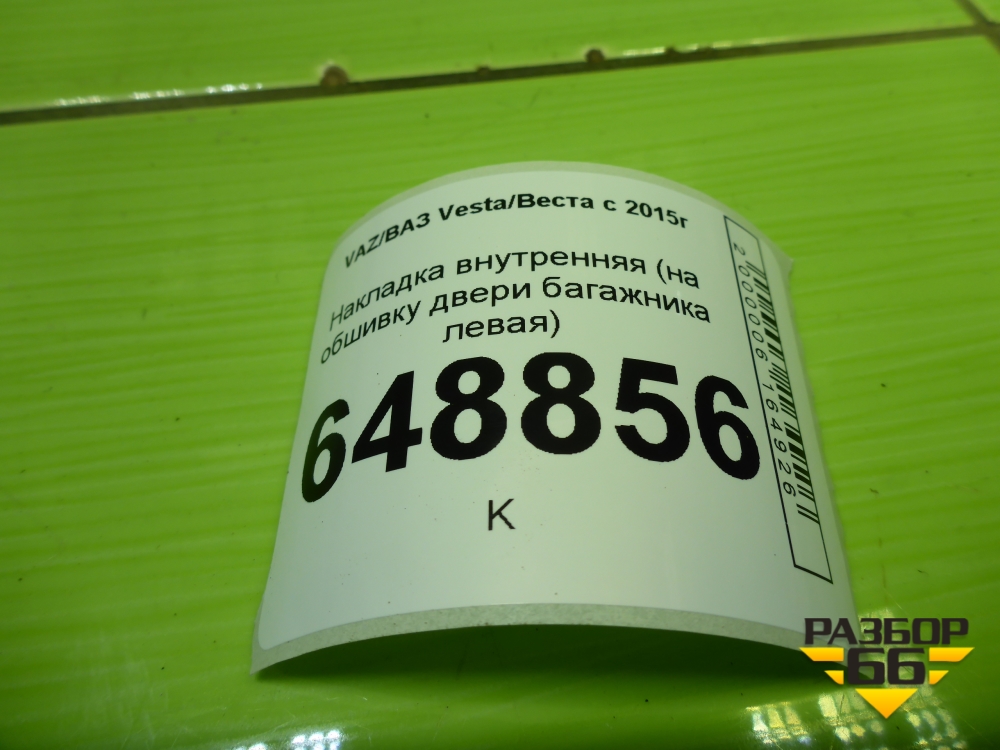 VAZ/ВАЗ Vesta/Веста с 2015г
Накладка внутренняя (на
обшивку двери багажника
левая)
648856
К
2000006164926
РАЗБОР
66